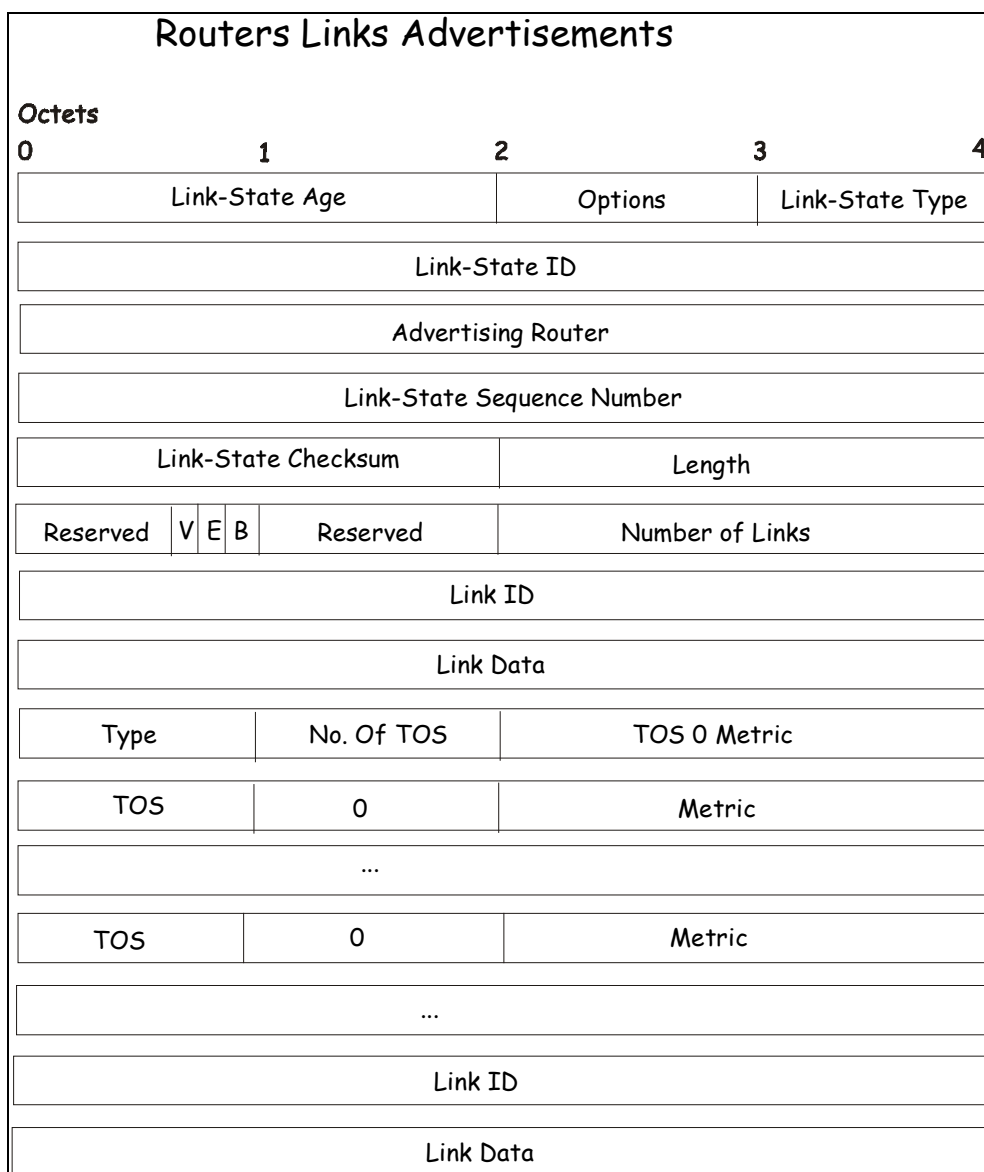 Routers Links Advertisements
Octets
0 1 2 3 4
Link-State Age Options Link-State Type
Link-State ID
Advertising Router
Link-State Sequence Number
Link-State Checksum Length
Reserved V E B Reserved Number of Links
Link ID
Link Data
Type No. Of TOS TOS 0 Metric
TOS 0 Metric
...
TOS 0 Metric
...
Link ID
Link Data